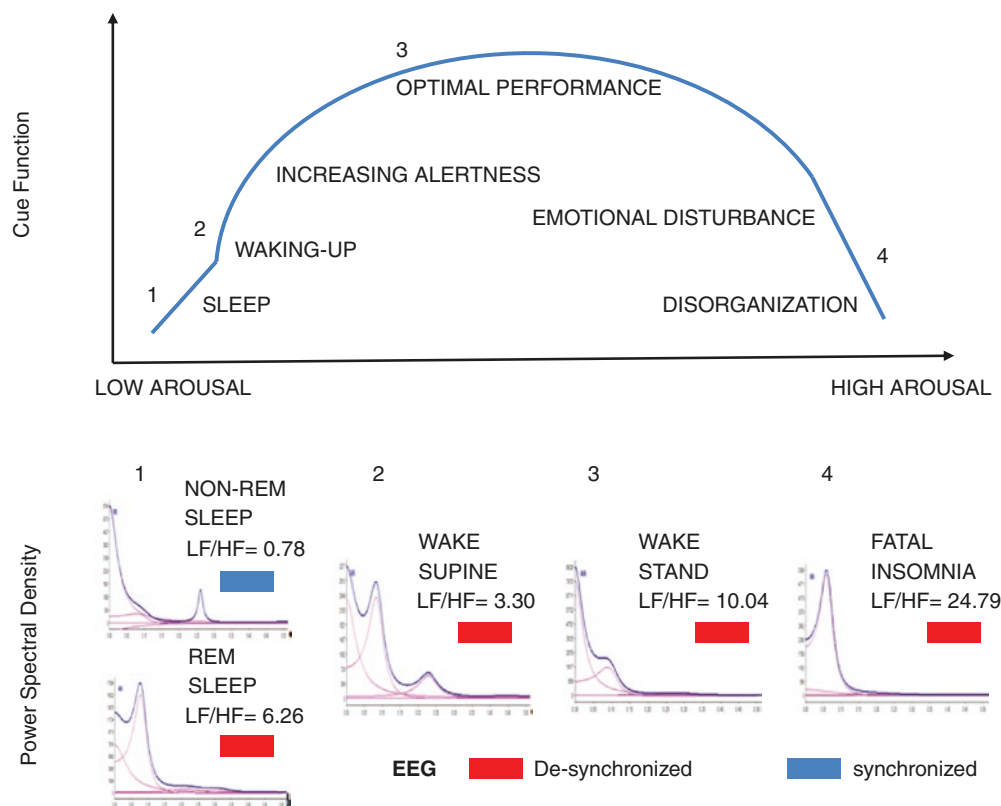 Cue Function
3
OPTIMAL PERFORMANCE
INCREASING ALERTNESS
2
EMOTIONAL DISTURBANCE
WAKING-UP
4
1
SLEEP
DISORGANIZATION
LOW AROUSAL
HIGH AROUSAL
Power Spectral Density
1
NON-REM
SLEEP
LF/HF= 0.78
REM
SLEEP
LF/HF= 6.26
2
WAKE
SUPINE
LF/HF= 3.30
3
WAKE
STAND
LF/HF= 10.04
4
FATAL
INSOMNIA
LF/HF= 24.79
EEG
De-synchronized
synchronized